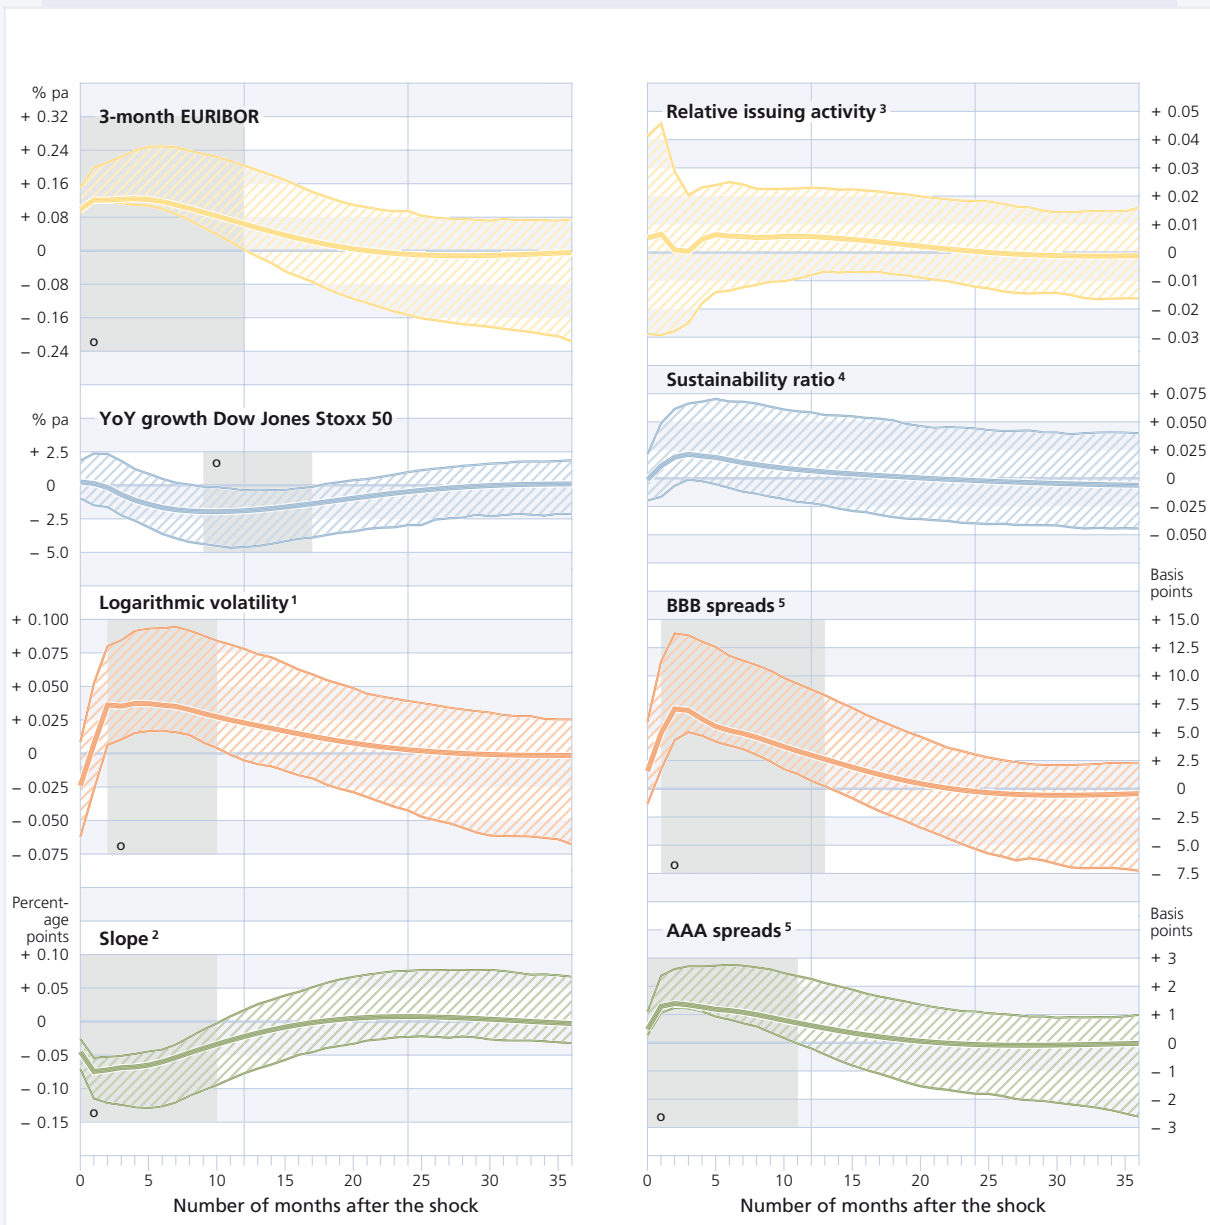 % pa
3-month EURIBOR
+ 0.32
+ 0.24
+ 0.16
+ 0.08
0
– 0.08
– 0.16
– 0.24
o
% pa
YoY growth Dow Jones Stoxx 50
+ 2.5
0
– 2.5
– 5.0
o
Logarithmic volatility 1
+ 0.100
+ 0.075
+ 0.050
+ 0.025
0
– 0.025
– 0.050
– 0.075
o
Percent-
age
points
Slope 2
+ 0.10
+ 0.05
0
– 0.05
– 0.10
– 0.15
o
0 5 10 15 20 25 30 35
Number of months after the shock
Relative issuing activity 3
+ 0.05
+ 0.04
+ 0.03
+ 0.02
+ 0.01
0
– 0.01
– 0.02
– 0.03
Sustainability ratio 4
+ 0.075
+ 0.050
+ 0.025
0
– 0.025
– 0.050
Basis
points
BBB spreads 5
+ 15.0
+ 12.5
+ 10.0
+ 7.5
+ 5.0
+ 2.5
0
– 2.5
– 5.0
– 7.5
o
Basis
points
AAA spreads 5
+ 3
+ 2
+ 1
0
– 1
– 2
– 3
o
0 5 10 15 20 25 30 35
Number of months after the shock